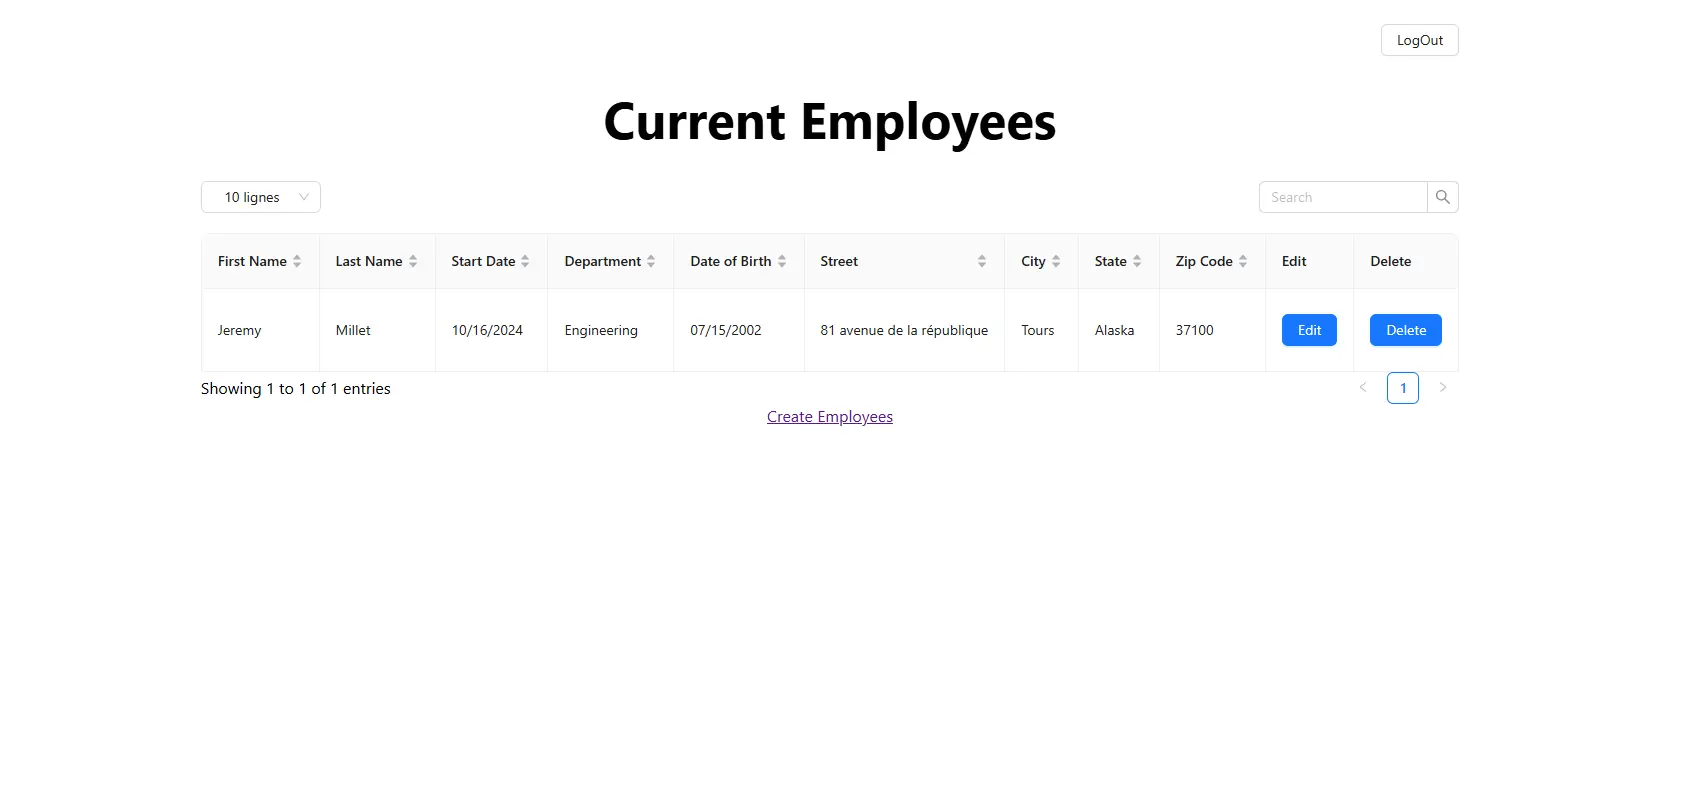 LogOut
Current Employees
10 lignes
Search
First Name Last Name Start Date Department Date of Birth Street City State Zip Code Edit Delete
Jeremy Millet 10/16/2024 Engineering 07/15/2002 81 avenue de la république Tours Alaska 37100 Edit Delete
Showing 1 to 1 of 1 entries
1
Create Employees